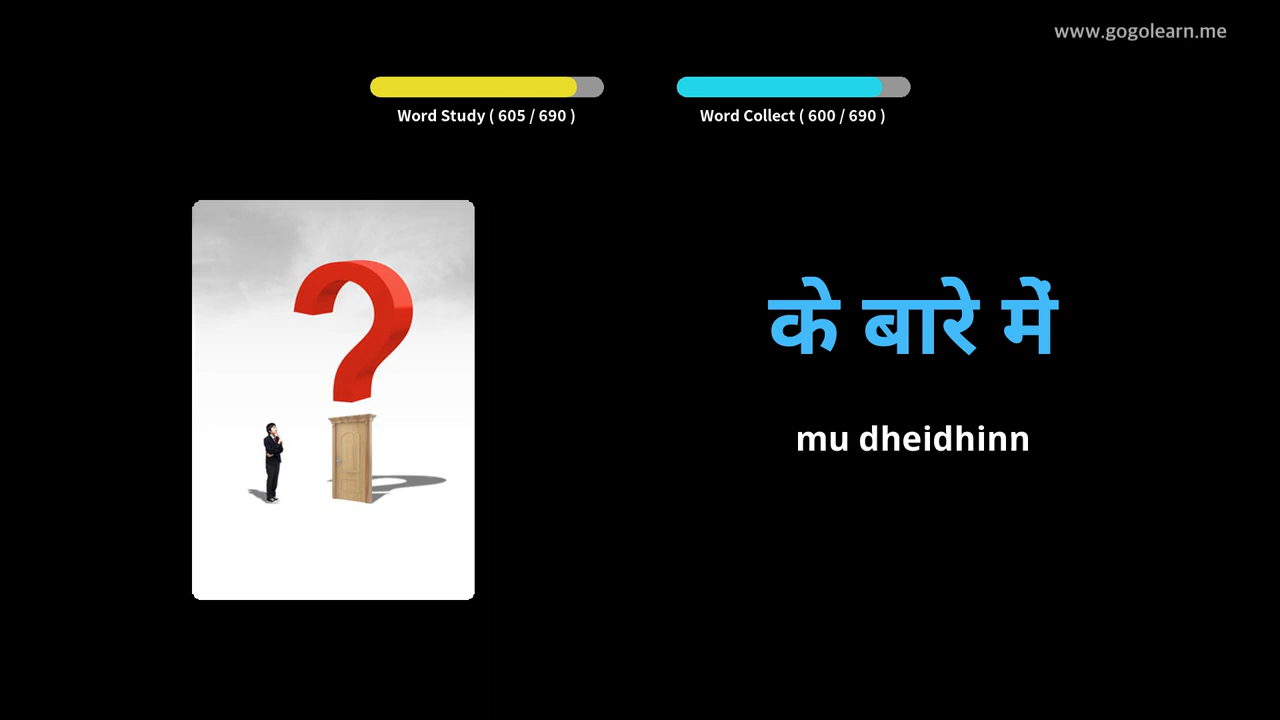 www.gogolearn.me
Word Study ( 605 / 690 )
Word Collect ( 600 / 690 )
के बारे में
mu dheidhinn